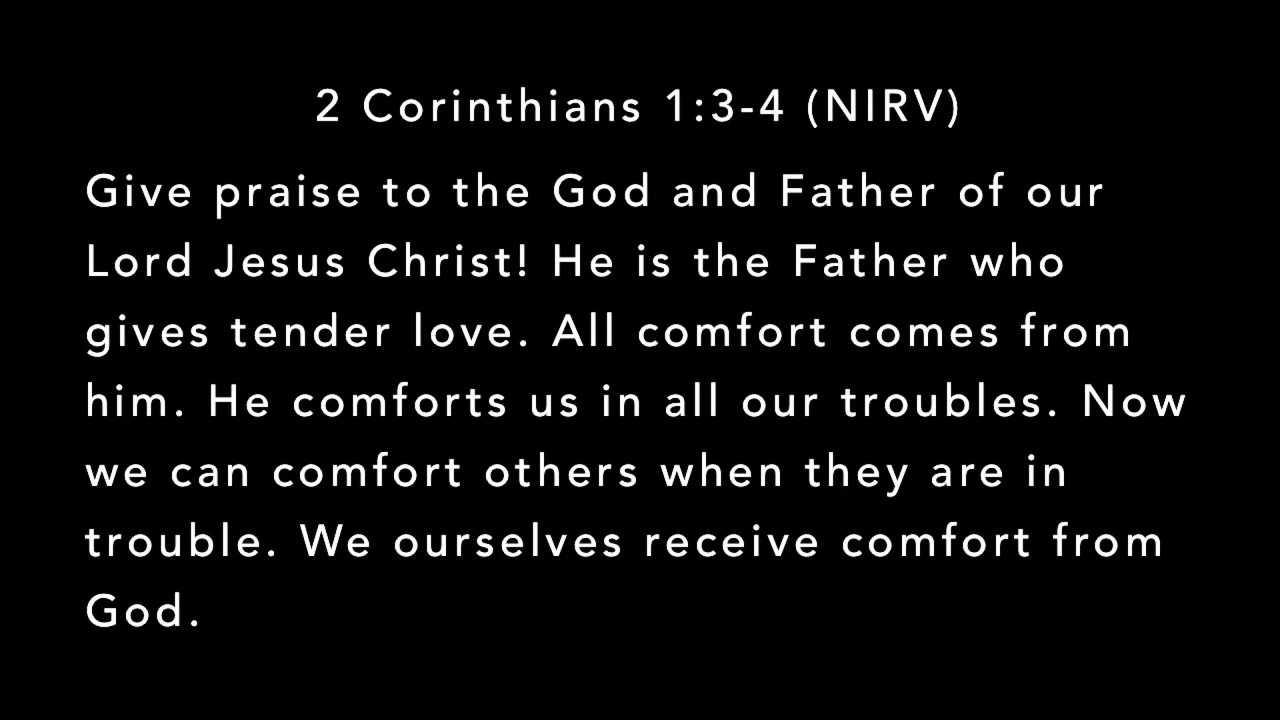 2 Corinthians 1:3-4 (NIRV)
Give praise to the God and Father of our
Lord Jesus Christ! He is the Father who
gives tender love. All comfort comes from
him. He comforts us in all our troubles. Now
we can comfort others when they are in
trouble. We ourselves receive comfort from
God.